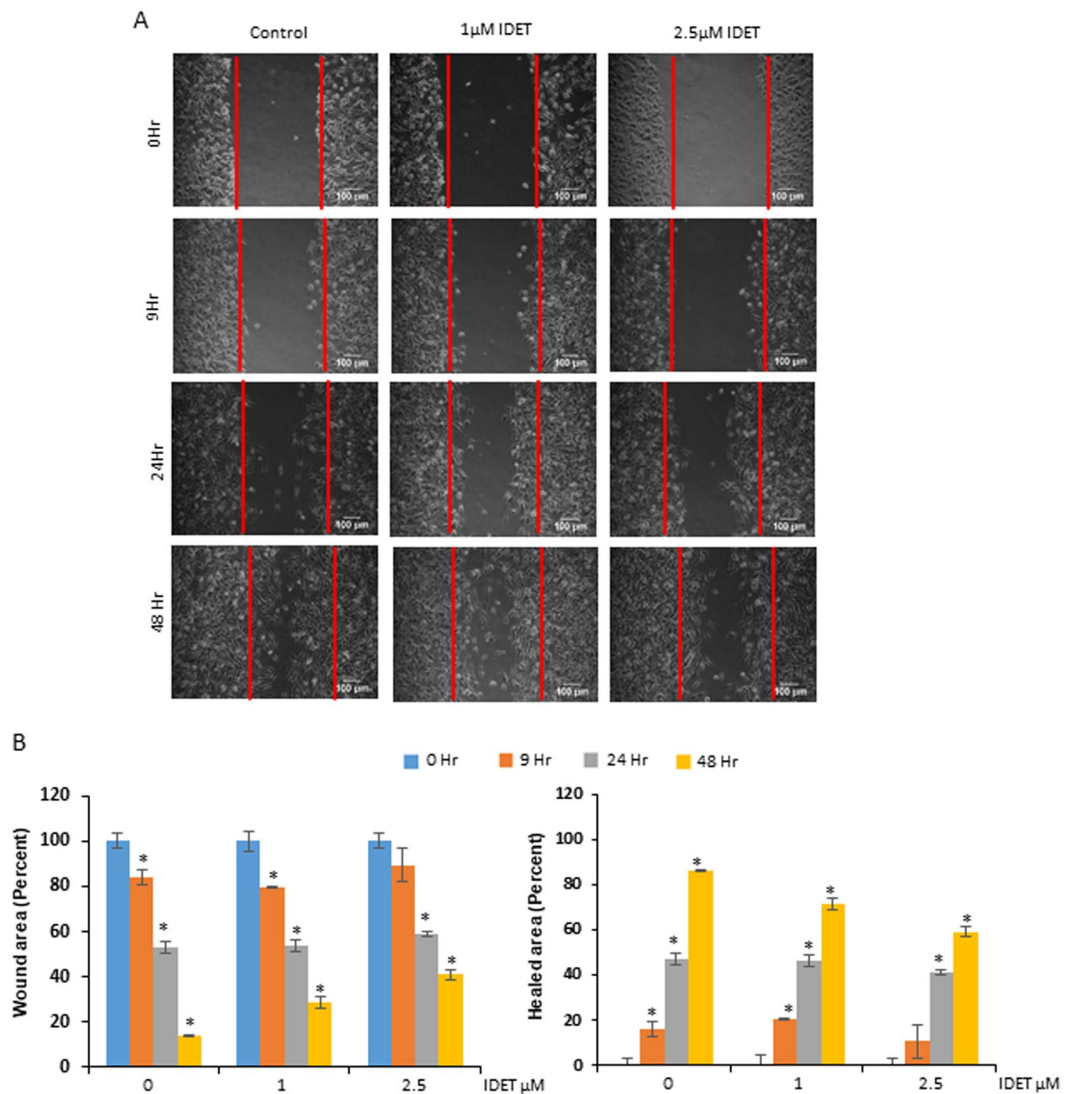 A
Control 1µM IDET 2.5µM IDET
0Hr
100 µm 100 µm 100 µm
9Hr
100 µm 100 µm 100 µm
24Hr
100 µm 100 µm 100 µm
48 Hr
100 µm 100 µm 100 µm
B
0 Hr 9 Hr 24 Hr 48 Hr
Wound area (Percent)
120
100
80
60
40
20
0
* * *
* * *
* *
0 1 2.5 IDET µM
Healed area (Percent)
120
100
80
60
40
20
0
* * *
* * *
* *
0 1 2.5 IDET µM